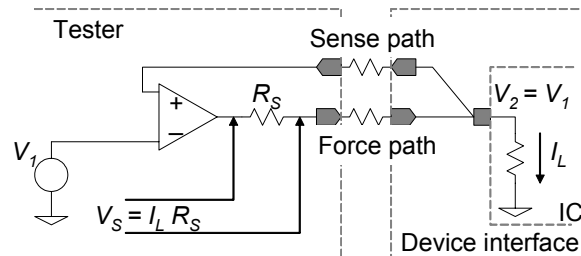 Tester
Sense path
+
R_S
V_2 = V_1
−
Force path
V_1
I_L
V_S = I_L R_S
IC
Device interface